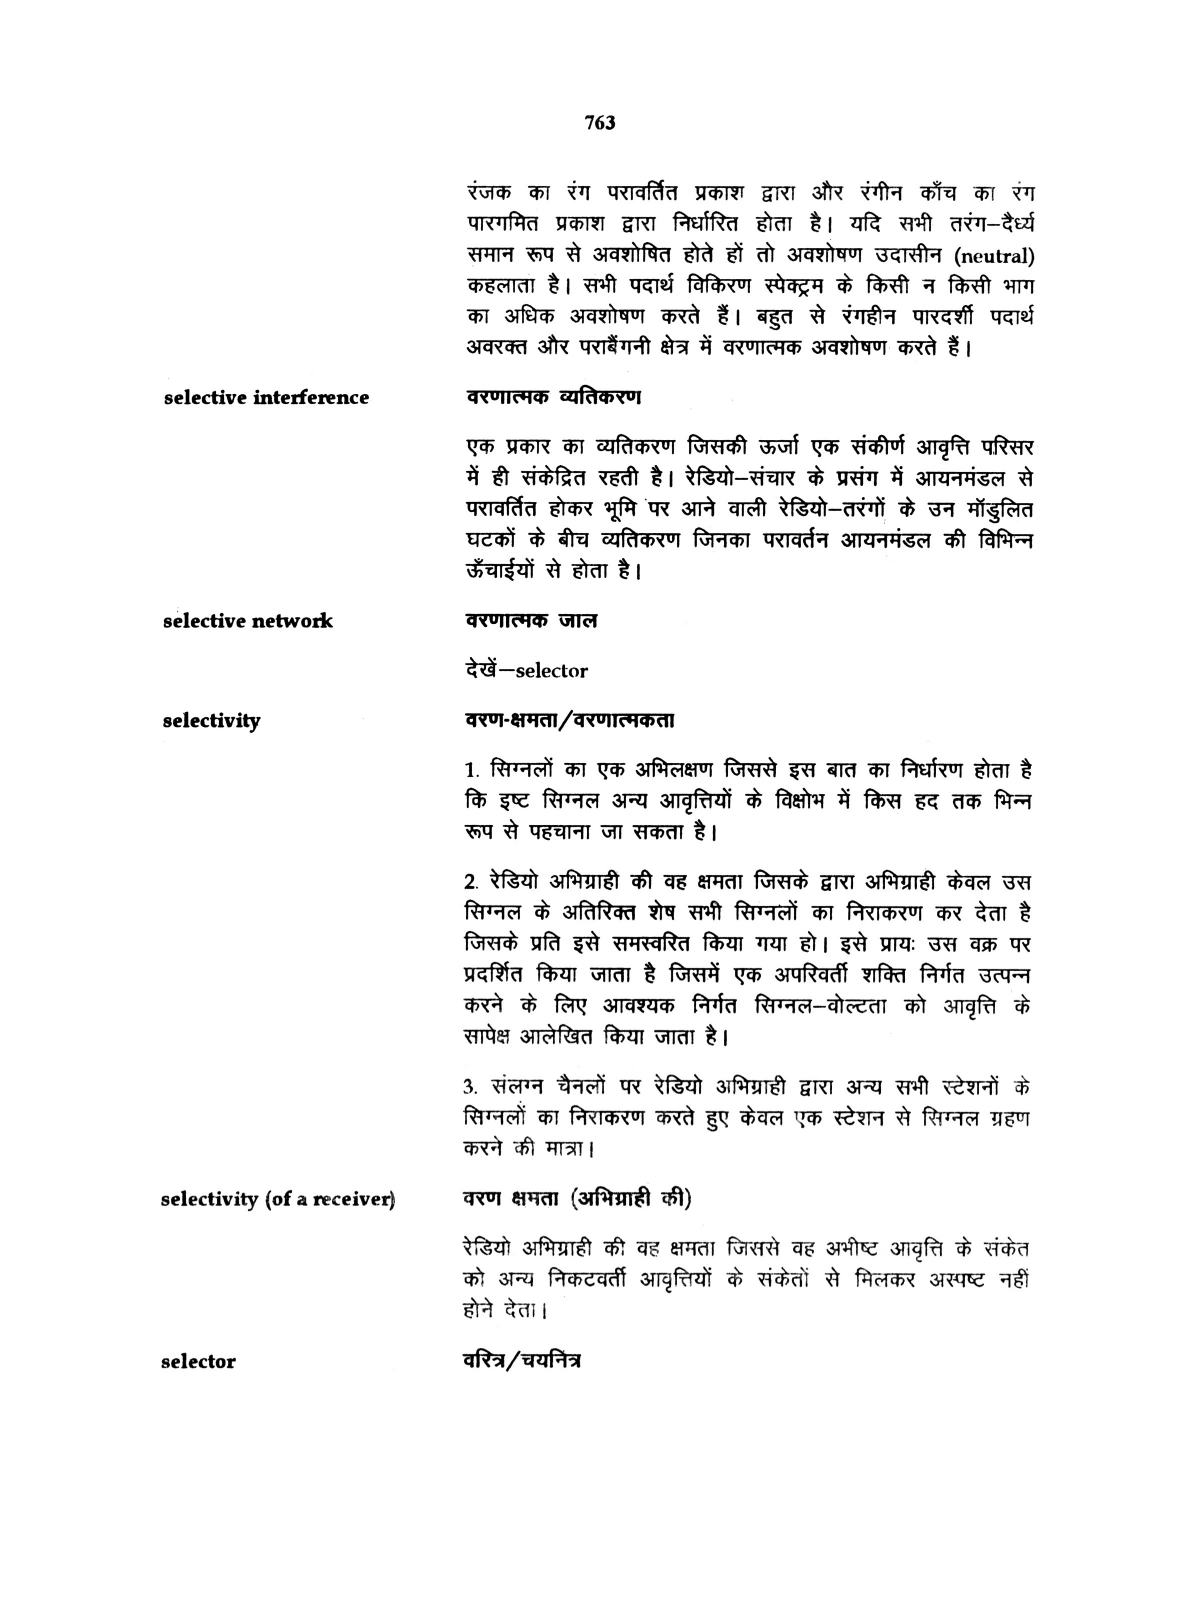 763
रंजक का रंग परावर्तित प्रकाश द्वारा और रंगीन काँच का रंग
पारगमित प्रकाश द्वारा निर्धारित होता है। यदि सभी तरंग–दैर्ध्य
समान रूप से अवशोषित होते हों तो अवशोषण उदासीन (neutral)
कहलाता है। सभी पदार्थ विकिरण स्पेक्ट्रम के किसी न किसी भाग
का अधिक अवशोषण करते हैं। बहुत से रंगहीन पारदर्शी पदार्थ
अवरक्त और पराबैंगनी क्षेत्र में वरणात्मक अवशोषण करते हैं।
selective interference वरणात्मक व्यतिकरण
एक प्रकार का व्यतिकरण जिसकी ऊर्जा एक संकीर्ण आवृत्ति परिसर
में ही संकेद्रित रहती है। रेडियो–संचार के प्रसंग में आयनमंडल से
परावर्तित होकर भूमि पर आने वाली रेडियो–तरंगों के उन मॉडुलित
घटकों के बीच व्यतिकरण जिनका परावर्तन आयनमंडल की विभिन्न
ऊँचाईयों से होता है।
selective network वरणात्मक जाल
देखें—selector
selectivity वरण-क्षमता/वरणात्मकता
1. सिग्नलों का एक अभिलक्षण जिससे इस बात का निर्धारण होता है
कि इष्ट सिग्नल अन्य आवृत्तियों के विक्षोभ में किस हद तक भिन्न
रूप से पहचाना जा सकता है।
2. रेडियो अभिग्राही की वह क्षमता जिसके द्वारा अभिग्राही केवल उस
सिग्नल के अतिरिक्त शेष सभी सिग्नलों का निराकरण कर देता है
जिसके प्रति इसे समस्वरित किया गया हो। इसे प्रायः उस वक्र पर
प्रदर्शित किया जाता है जिसमें एक अपरिवर्ती शक्ति निर्गत उत्पन्न
करने के लिए आवश्यक निर्गत सिग्नल–वोल्टता को आवृत्ति के
सापेक्ष आलेखित किया जाता है।
3. संलग्न चैनलों पर रेडियो अभिग्राही द्वारा अन्य सभी स्टेशनों के
सिग्नलों का निराकरण करते हुए केवल एक स्टेशन से सिग्नल ग्रहण
करने की मात्रा।
selectivity (of a receiver) वरण क्षमता (अभिग्राही की)
रेडियो अभिग्राही की वह क्षमता जिससे वह अभीष्ट आवृत्ति के संकेत
को अन्य निकटवर्ती आवृत्तियों के संकेतों से मिलकर अस्पष्ट नहीं
होने देता।
selector वरित्र/चयनित्र